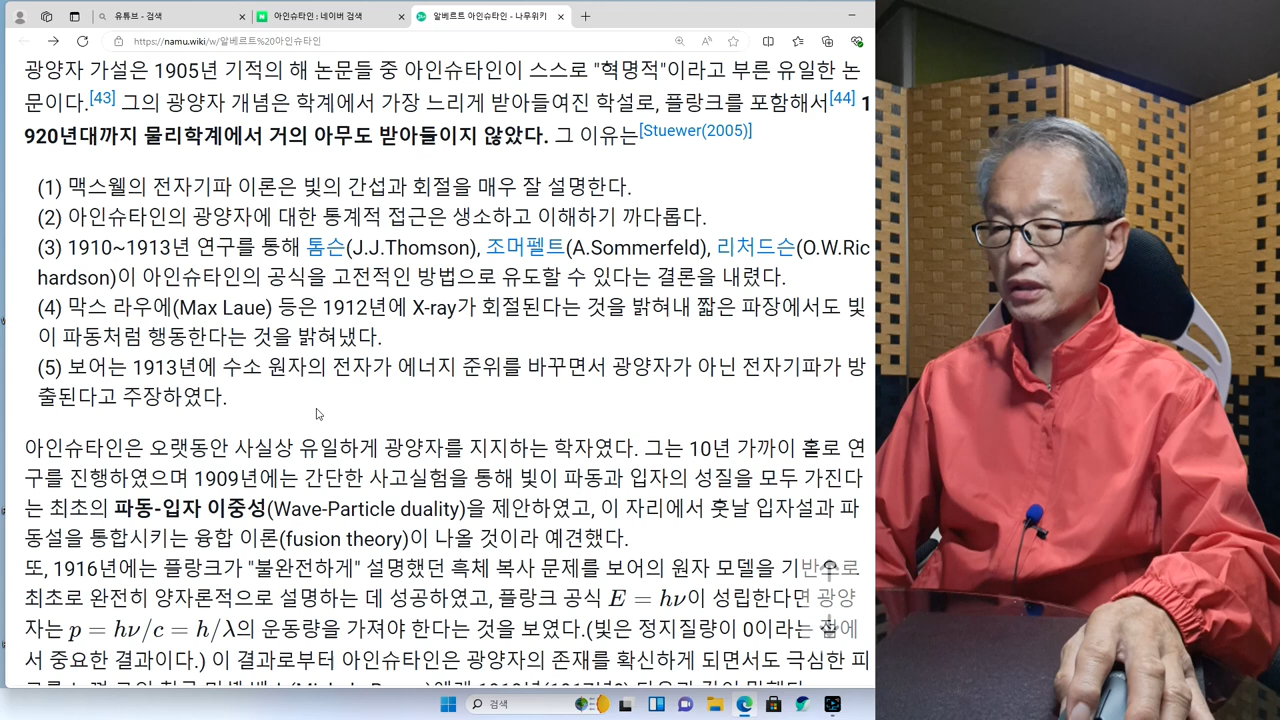 유튜브 - 검색
아인슈타인 : 네이버 검색
알베르트 아인슈타인 - 나무위키
https://namu.wiki/w/알베르트%20아인슈타인
광양자 가설은 1905년 기적의 해 논문들 중 아인슈타인이 스스로 "혁명적"이라고 부른 유일한 논
문이다.[43] 그의 광양자 개념은 학계에서 가장 느리게 받아들여진 학설로, 플랑크를 포함해서[44] 1
920년대까지 물리학계에서 거의 아무도 받아들이지 않았다. 그 이유는[Stuewer(2005)]
(1) 맥스웰의 전자기파 이론은 빛의 간섭과 회절을 매우 잘 설명한다.
(2) 아인슈타인의 광양자에 대한 통계적 접근은 생소하고 이해하기 까다롭다.
(3) 1910~1913년 연구를 통해 톰슨(J.J.Thomson), 조머펠트(A.Sommerfeld), 리처드슨(O.W.Ric
hardson)이 아인슈타인의 공식을 고전적인 방법으로 유도할 수 있다는 결론을 내렸다.
(4) 막스 라우에(Max Laue) 등은 1912년에 X-ray가 회절된다는 것을 밝혀내 짧은 파장에서도 빛
이 파동처럼 행동한다는 것을 밝혀냈다.
(5) 보어는 1913년에 수소 원자의 전자가 에너지 준위를 바꾸면서 광양자가 아닌 전자기파가 방
출된다고 주장하였다.
아인슈타인은 오랫동안 사실상 유일하게 광양자를 지지하는 학자였다. 그는 10년 가까이 홀로 연
구를 진행하였으며 1909년에는 간단한 사고실험을 통해 빛이 파동과 입자의 성질을 모두 가진다
는 최초의 파동-입자 이중성(Wave-Particle duality)을 제안하였고, 이 자리에서 훗날 입자설과 파
동설을 통합시키는 융합 이론(fusion theory)이 나올 것이라 예견했다.
또, 1916년에는 플랑크가 "불완전하게" 설명했던 흑체 복사 문제를 보어의 원자 모델을 기반으로
최초로 완전히 양자론적으로 설명하는 데 성공하였고, 플랑크 공식 E = hν이 성립한다면 광양
자는 p = hν/c = h/λ의 운동량을 가져야 한다는 것을 보였다.(빛은 정지질량이 0이라는 점에
서 중요한 결과이다.) 이 결과로부터 아인슈타인은 광양자의 존재를 확신하게 되면서도 극심한 피
검색